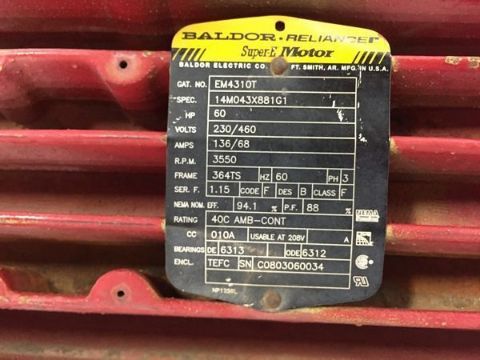 BALDOR·RELIANCER
Super-E Motor
BALDOR ELECTRIC CO. FT. SMITH, AR. MFG. IN U.S.A.
CAT. NO. EM4310T
SPEC. 14M043X881G1
HP 60
VOLTS 230/460
AMPS 136/68
R.P.M. 3550
FRAME 364TS HZ 60 PH 3
SER. F. 1.15 CODE F DES B CLASS F
NEMA NOM. EFF. 94.1 % P.F. 88 %
RATING 40C AMB-CONT
CC 010A USABLE AT 208V A
BEARINGS DE 6313 ODE 6312
ENCL. TEFC SN C0803060034
NP1256L